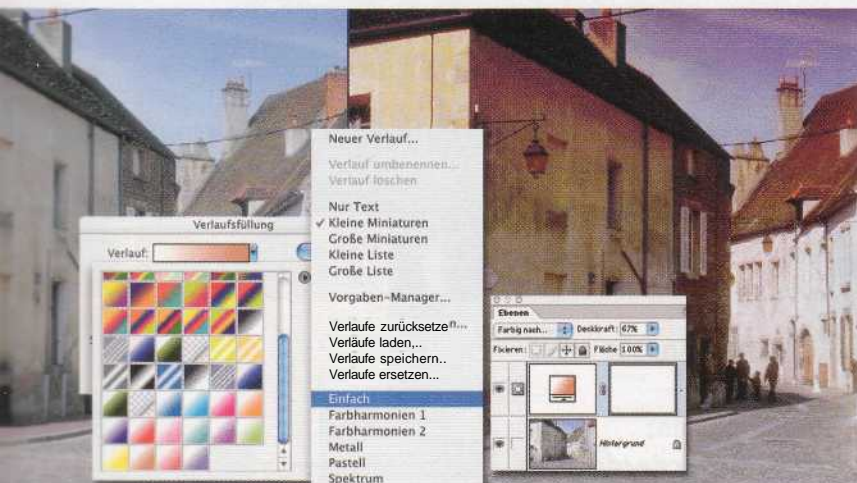 Verlaufsfüllung
Verlauf:
Neuer Verlauf...
Verlauf umbenennen...
Verlauf löschen
Nur Text
✓ Kleine Miniaturen
Große Miniaturen
Kleine Liste
Große Liste
Vorgaben-Manager...
Verlaufe zurücksetzen...
Verläufe laden,..
Verlaufe speichern..
Verlaufe ersetzen...
Einfach
Farbharmonien 1
Farbharmonien 2
Metall
Pastell
Spektrum
Ebenen
Farbig nach... Deckkraft: 67%
Fixieren: Fläche 100%
Hintergrund